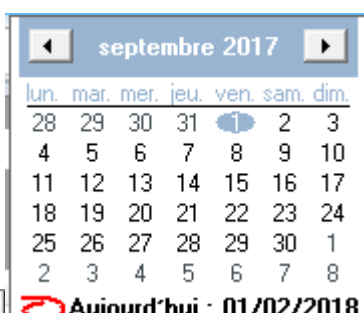 septembre 2017
lun. mar. mer. jeu. ven. sam. dim.
28 29 30 31 1 2 3
4 5 6 7 8 9 10
11 12 13 14 15 16 17
18 19 20 21 22 23 24
25 26 27 28 29 30 1
2 3 4 5 6 7 8
Aujourd'hui : 01/02/2018